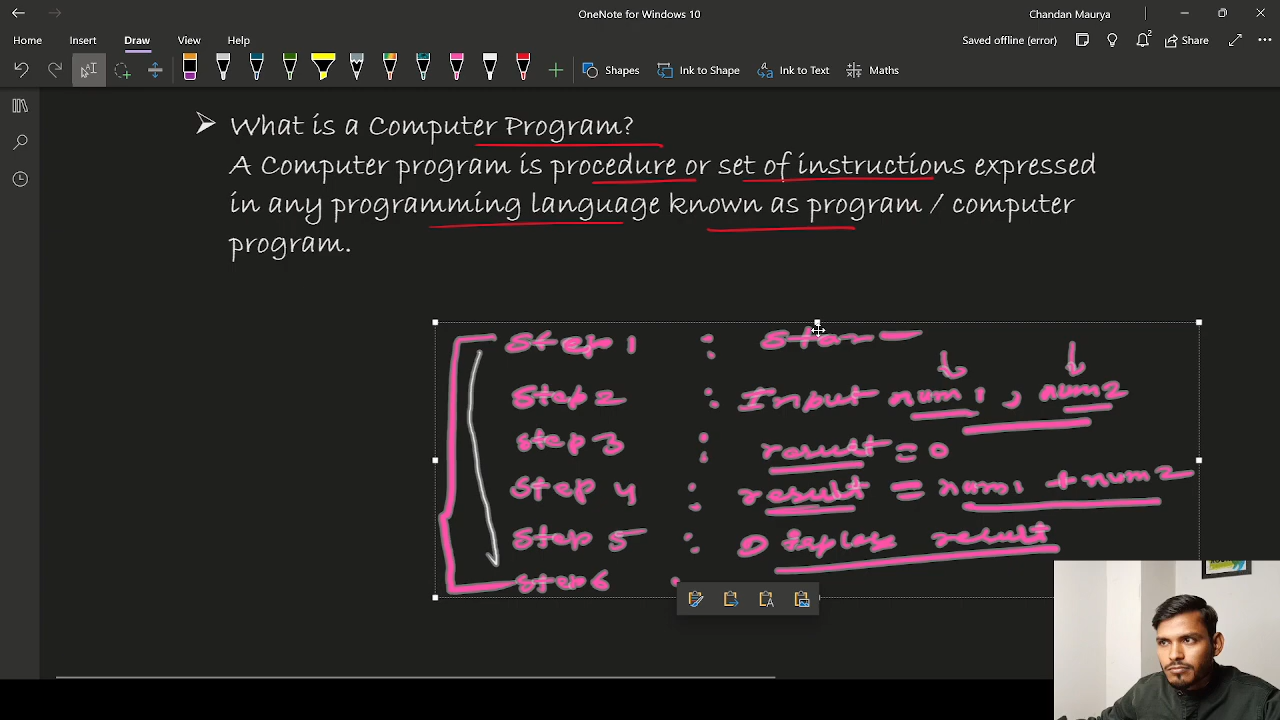 OneNote for Windows 10
Chandan Maurya
Home Insert Draw View Help
Saved offline (error)
Share
Shapes Ink to Shape Ink to Text Maths
➢ What is a Computer Program?
A Computer program is procedure or set of instructions expressed
in any programming language known as program / computer
program.
Step 1 : Start
Step 2 : Input num1 , num2
Step 3 : result = 0
Step 4 : result = num1 + num2
Step 5 : Display result
Step 6 :